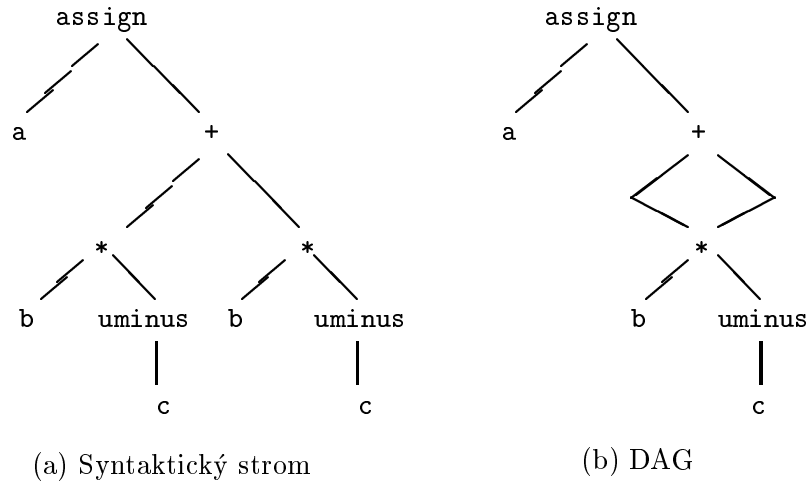 assign assign
a + a +
* * *
b uminus b uminus b uminus
c c c
(a) Syntaktický strom (b) DAG